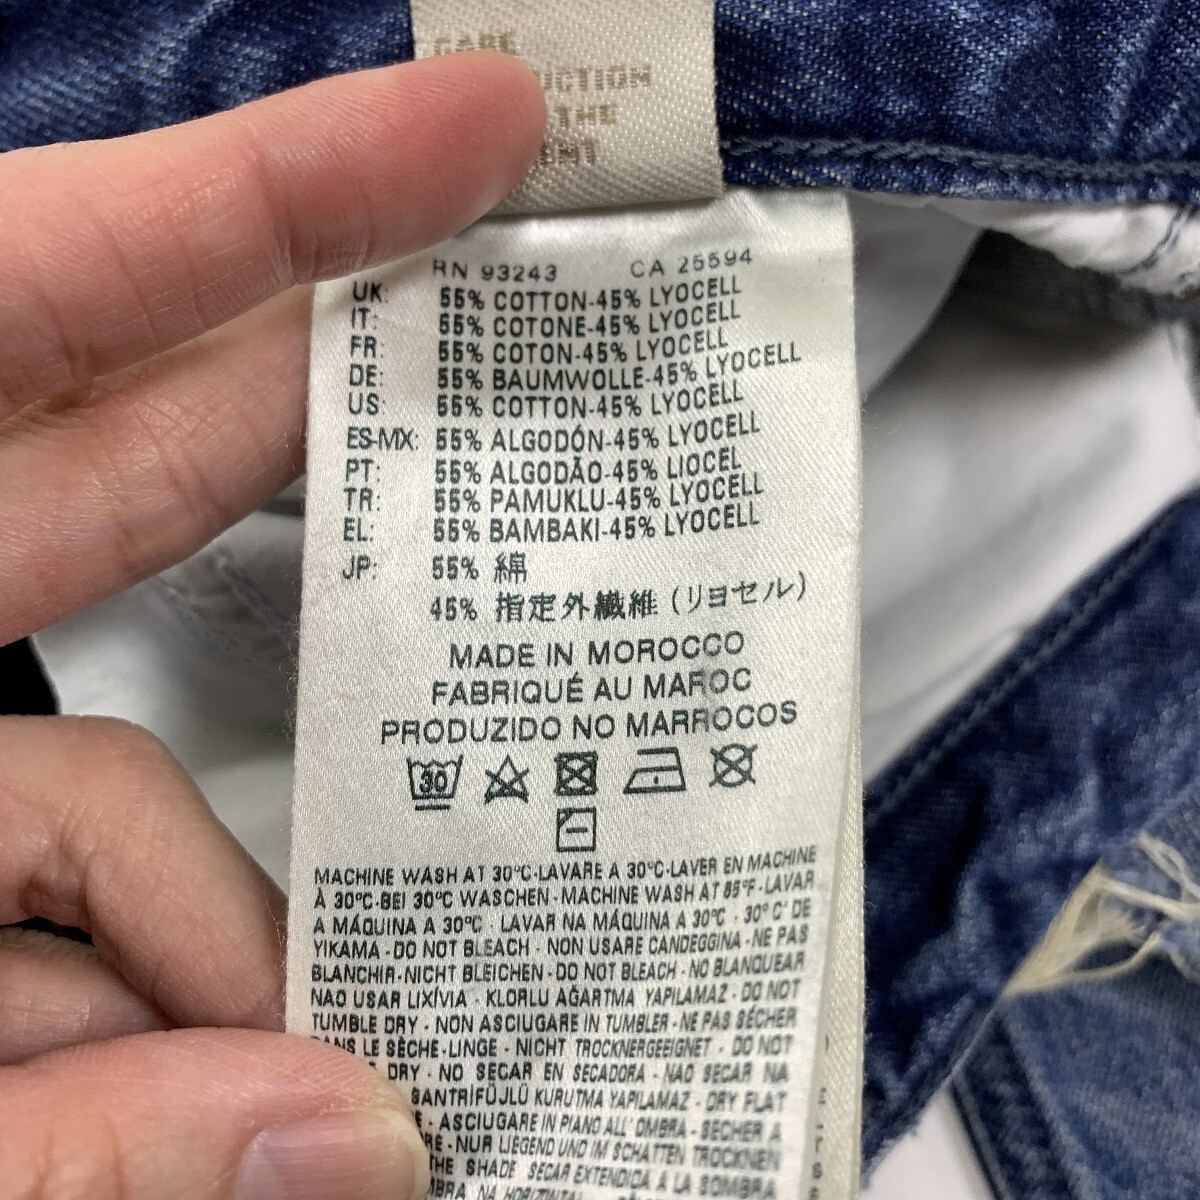 CARE
THE
RN 93243 CA 25594
UK: 55% COTTON-45% LYOCELL
IT: 55% COTONE-45% LYOCELL
FR: 55% COTON-45% LYOCELL
DE: 55% BAUMWOLLE-45% LYOCELL
US: 55% COTTON-45% LYOCELL
ES-MX: 55% ALGODÓN-45% LYOCELL
PT: 55% ALGODÃO-45% LIOCEL
TR: 55% PAMUKLU-45% LYOCELL
EL: 55% BAMBAKI-45% LYOCELL
JP: 55% 綿
45% 指定外繊維 (リヨセル)
MADE IN MOROCCO
FABRIQUÉ AU MAROC
PRODUZIDO NO MARROCOS
30
MACHINE WASH AT 30°C-LAVARE A 30°C-LAVER EN MACHINE
À 30°C-BEI 30°C WASCHEN - MACHINE WASH AT 85°F - LAVAR
A MÁQUINA A 30°C - LAVAR NA MÁQUINA A 30°C - 30° C' DE
YIKAMA - DO NOT BLEACH - NON USARE CANDEGGINA - NE PAS
BLANCHIR - NICHT BLEICHEN - DO NOT BLEACH - NO BLANQUEAR
NAO USAR LIXÍVIA - KLORLU AĞARTMA YAPILAMAZ - DO NOT
TUMBLE DRY - NON ASCIUGARE IN TUMBLER - NE PAS SÉCHER
DANS LE SÈCHE-LINGE - NICHT TROCKNERGEEIGNET - DO NOT
DRY - NO SECAR EN SECADORA - NAO SECAR NA
SANTRİFÜJLÜ KURUTMA YAPILAMAZ - DRY FLAT
- ASCIUGARE IN PIANO ALL' OMBRA - SÉCHER A
- NUR LIEGEND UND IM SCHATTEN TROCKNEN
THE SHADE SECAR EXTENDIDA A LA SOMBRA
NA HORIZONTAL